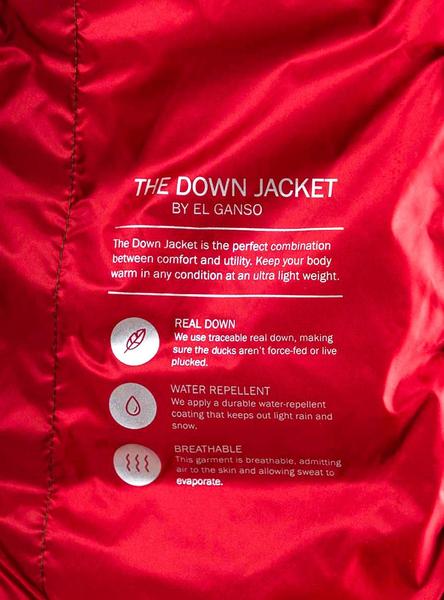 THE DOWN JACKET
BY EL GANSO
The Down Jacket is the perfect combination
between comfort and utility. Keep your body
warm in any condition at an ultra light weight.
REAL DOWN
We use traceable real down, making
sure the ducks aren't force-fed or live
plucked.
WATER REPELLENT
We apply a durable water-repellent
coating that keeps out light rain and
snow.
BREATHABLE
This garment is breathable, admitting
air to the skin and allowing sweat to
evaporate.